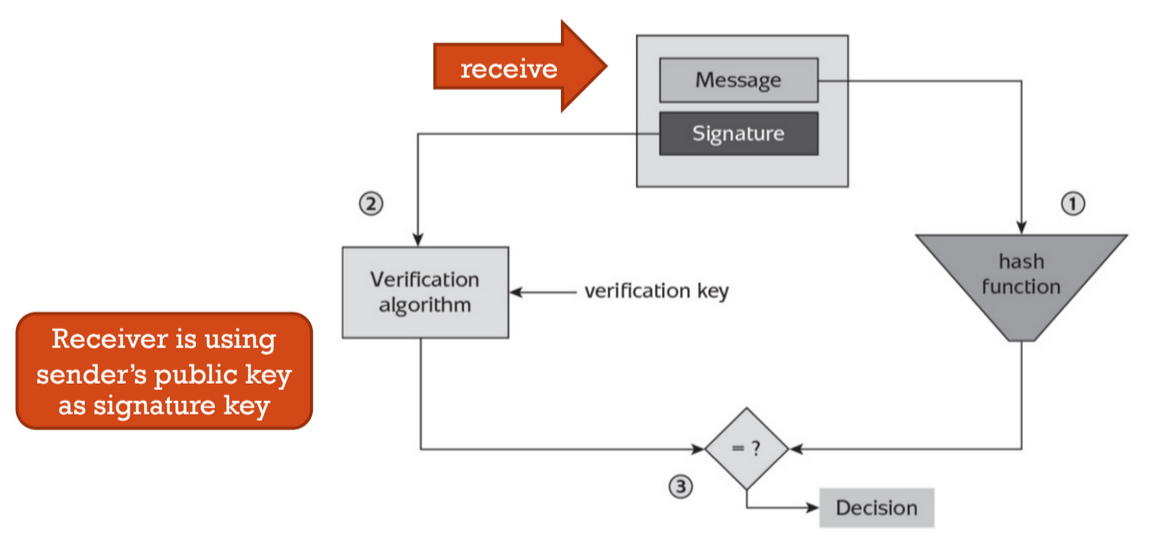 receive
Message
Signature
②
①
Verification
algorithm
verification key
hash
function
Receiver is using
sender's public key
as signature key
= ?
③
Decision